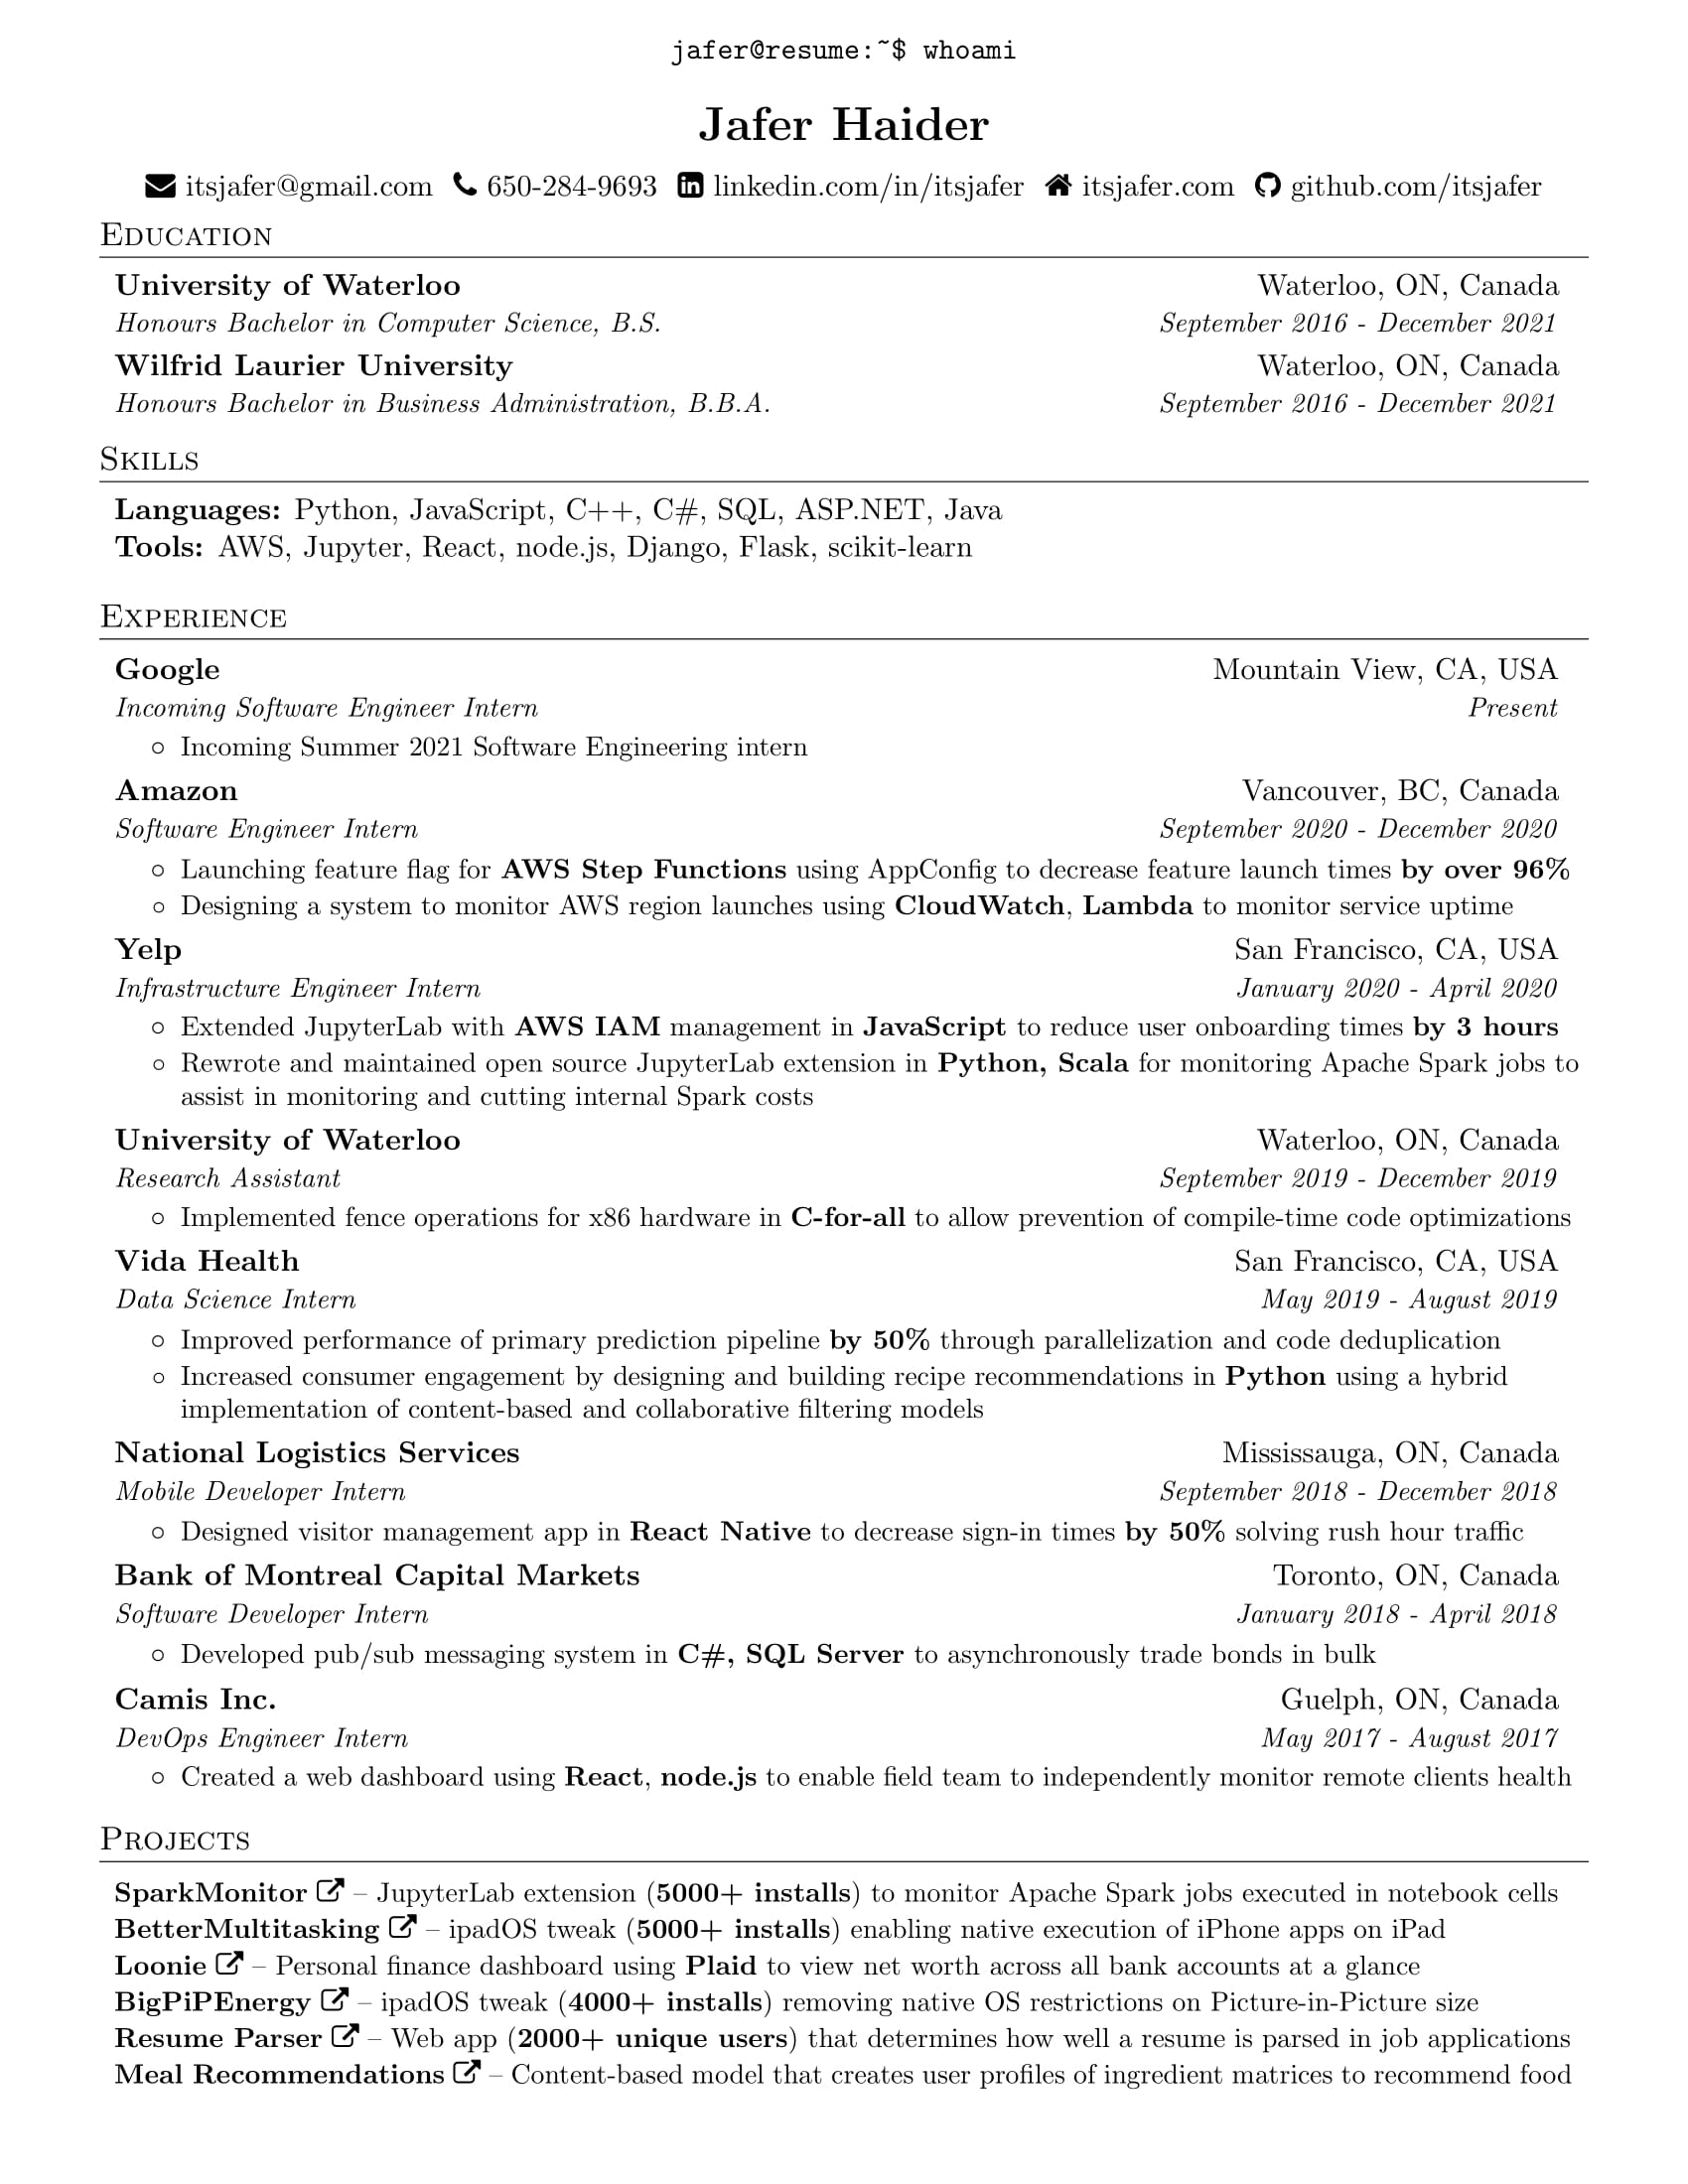 jafer@resume:~$ whoami
Jafer Haider
itsjafer@gmail.com 650-284-9693 linkedin.com/in/itsjafer itsjafer.com github.com/itsjafer
Education
University of Waterloo Waterloo, ON, Canada
Honours Bachelor in Computer Science, B.S. September 2016 - December 2021
Wilfrid Laurier University Waterloo, ON, Canada
Honours Bachelor in Business Administration, B.B.A. September 2016 - December 2021
Skills
Languages: Python, JavaScript, C++, C#, SQL, ASP.NET, Java
Tools: AWS, Jupyter, React, node.js, Django, Flask, scikit-learn
Experience
Google Mountain View, CA, USA
Incoming Software Engineer Intern Present
◦ Incoming Summer 2021 Software Engineering intern
Amazon Vancouver, BC, Canada
Software Engineer Intern September 2020 - December 2020
◦ Launching feature flag for AWS Step Functions using AppConfig to decrease feature launch times by over 96%
◦ Designing a system to monitor AWS region launches using CloudWatch, Lambda to monitor service uptime
Yelp San Francisco, CA, USA
Infrastructure Engineer Intern January 2020 - April 2020
◦ Extended JupyterLab with AWS IAM management in JavaScript to reduce user onboarding times by 3 hours
◦ Rewrote and maintained open source JupyterLab extension in Python, Scala for monitoring Apache Spark jobs to
assist in monitoring and cutting internal Spark costs
University of Waterloo Waterloo, ON, Canada
Research Assistant September 2019 - December 2019
◦ Implemented fence operations for x86 hardware in C-for-all to allow prevention of compile-time code optimizations
Vida Health San Francisco, CA, USA
Data Science Intern May 2019 - August 2019
◦ Improved performance of primary prediction pipeline by 50% through parallelization and code deduplication
◦ Increased consumer engagement by designing and building recipe recommendations in Python using a hybrid
implementation of content-based and collaborative filtering models
National Logistics Services Mississauga, ON, Canada
Mobile Developer Intern September 2018 - December 2018
◦ Designed visitor management app in React Native to decrease sign-in times by 50% solving rush hour traffic
Bank of Montreal Capital Markets Toronto, ON, Canada
Software Developer Intern January 2018 - April 2018
◦ Developed pub/sub messaging system in C#, SQL Server to asynchronously trade bonds in bulk
Camis Inc. Guelph, ON, Canada
DevOps Engineer Intern May 2017 - August 2017
◦ Created a web dashboard using React, node.js to enable field team to independently monitor remote clients health
Projects
SparkMonitor – JupyterLab extension (5000+ installs) to monitor Apache Spark jobs executed in notebook cells
BetterMultitasking – ipadOS tweak (5000+ installs) enabling native execution of iPhone apps on iPad
Loonie – Personal finance dashboard using Plaid to view net worth across all bank accounts at a glance
BigPiPEnergy – ipadOS tweak (4000+ installs) removing native OS restrictions on Picture-in-Picture size
Resume Parser – Web app (2000+ unique users) that determines how well a resume is parsed in job applications
Meal Recommendations – Content-based model that creates user profiles of ingredient matrices to recommend food